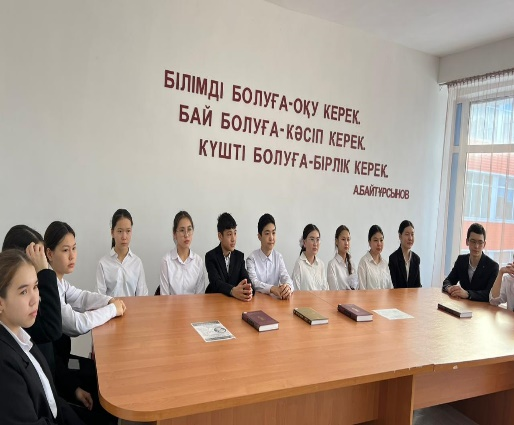 БІЛІМДІ БОЛУҒА-ОҚУ КЕРЕК.
БАЙ БОЛУҒА-КӘСІП КЕРЕК.
КҮШТІ БОЛУҒА-БІРЛІК КЕРЕК.
А.БАЙТҰРСЫНОВ